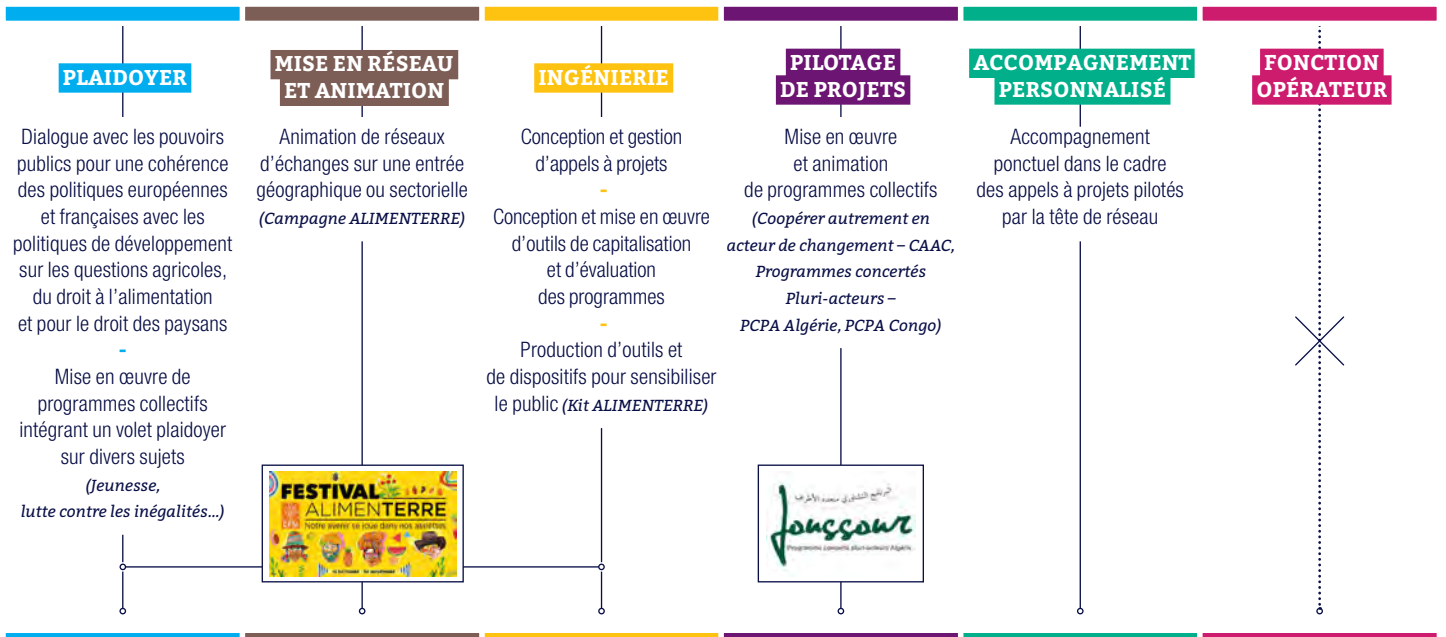 PLAIDOYER
Dialogue avec les pouvoirs
publics pour une cohérence
des politiques européennes
et françaises avec les
politiques de développement
sur les questions agricoles,
du droit à l'alimentation
et pour le droit des paysans
-
Mise en œuvre de
programmes collectifs
intégrant un volet plaidoyer
sur divers sujets
(Jeunesse,
lutte contre les inégalités...)
MISE EN RÉSEAU
ET ANIMATION
Animation de réseaux
d'échanges sur une entrée
géographique ou sectorielle
(Campagne ALIMENTERRE)
FESTIVAL
ALIMENTERRE
CFSI
Notre avenir se joue dans nos assiettes
INGÉNIERIE
Conception et gestion
d'appels à projets
-
Conception et mise en œuvre
d'outils de capitalisation
et d'évaluation
des programmes
-
Production d'outils et
de dispositifs pour sensibiliser
le public (Kit ALIMENTERRE)
PILOTAGE
DE PROJETS
Mise en œuvre
et animation
de programmes collectifs
(Coopérer autrement en
acteur de changement – CAAC,
Programmes concertés
Pluri-acteurs –
PCPA Algérie, PCPA Congo)
Joussour
Programme concerté pluri-acteurs Algérie
ACCOMPAGNEMENT
PERSONNALISÉ
Accompagnement
ponctuel dans le cadre
des appels à projets pilotés
par la tête de réseau
FONCTION
OPÉRATEUR